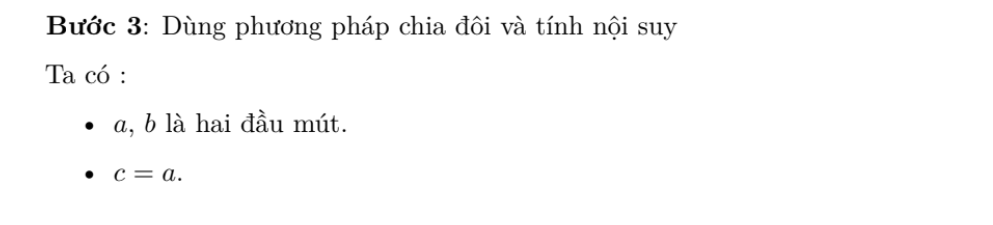 Bước 3: Dùng phương pháp chia đôi và tính nội suy
Ta có :
• a, b là hai đầu mút.
• c = a.